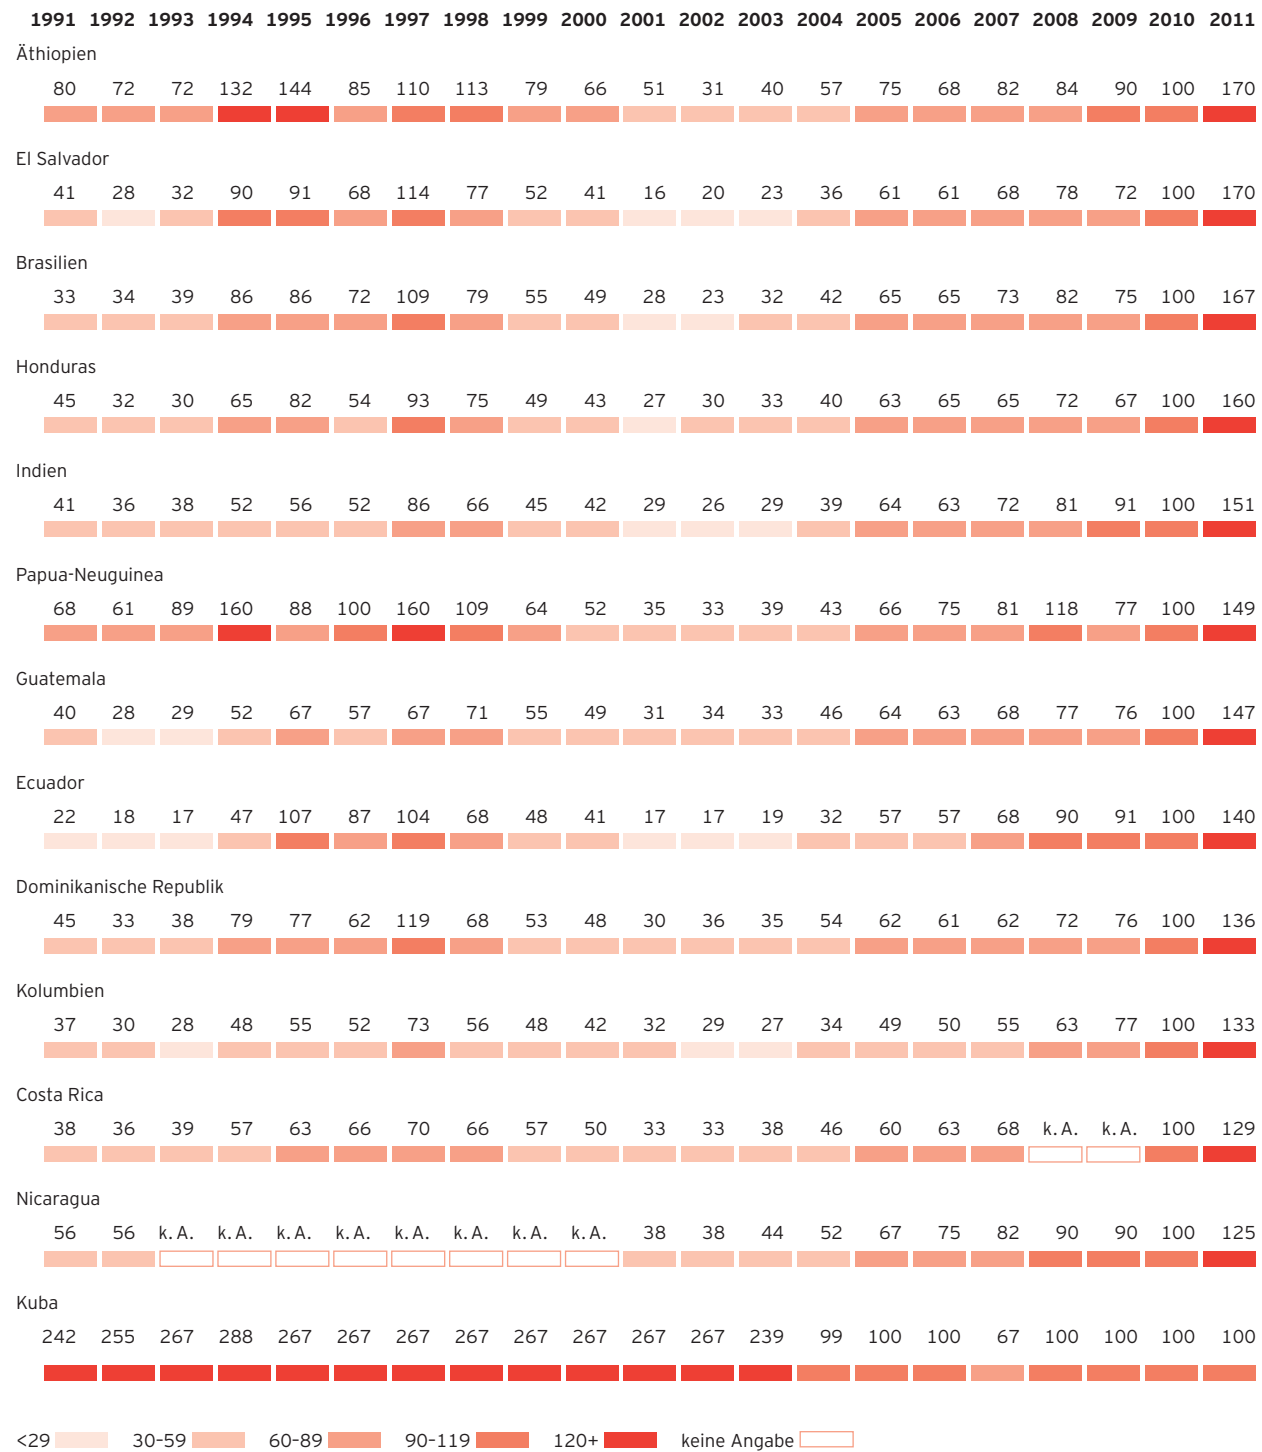 1991 1992 1993 1994 1995 1996 1997 1998 1999 2000 2001 2002 2003 2004 2005 2006 2007 2008 2009 2010 2011
Äthiopien
80 72 72 132 144 85 110 113 79 66 51 31 40 57 75 68 82 84 90 100 170
El Salvador
41 28 32 90 91 68 114 77 52 41 16 20 23 36 61 61 68 78 72 100 170
Brasilien
33 34 39 86 86 72 109 79 55 49 28 23 32 42 65 65 73 82 75 100 167
Honduras
45 32 30 65 82 54 93 75 49 43 27 30 33 40 63 65 65 72 67 100 160
Indien
41 36 38 52 56 52 86 66 45 42 29 26 29 39 64 63 72 81 91 100 151
Papua-Neuguinea
68 61 89 160 88 100 160 109 64 52 35 33 39 43 66 75 81 118 77 100 149
Guatemala
40 28 29 52 67 57 67 71 55 49 31 34 33 46 64 63 68 77 76 100 147
Ecuador
22 18 17 47 107 87 104 68 48 41 17 17 19 32 57 57 68 90 91 100 140
Dominikanische Republik
45 33 38 79 77 62 119 68 53 48 30 36 35 54 62 61 62 72 76 100 136
Kolumbien
37 30 28 48 55 52 73 56 48 42 32 29 27 34 49 50 55 63 77 100 133
Costa Rica
38 36 39 57 63 66 70 66 57 50 33 33 38 46 60 63 68 k. A. k. A. 100 129
Nicaragua
56 56 k. A. k. A. k. A. k. A. k. A. k. A. k. A. k. A. 38 38 44 52 67 75 82 90 90 100 125
Kuba
242 255 267 288 267 267 267 267 267 267 267 267 239 99 100 100 67 100 100 100 100
<29 30–59 60–89 90–119 120+ keine Angabe